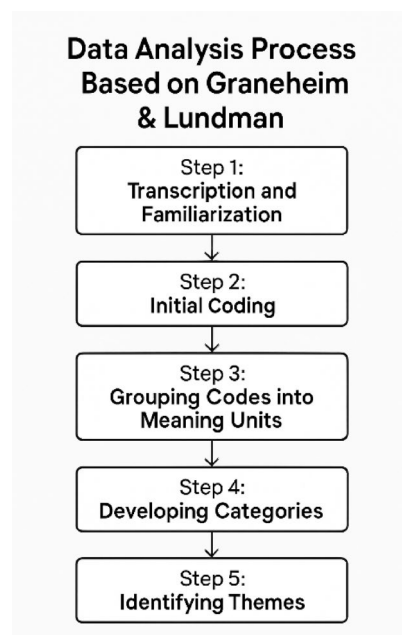 Data Analysis Process
Based on Graneheim
& Lundman
Step 1:
Transcription and
Familiarization
Step 2:
Initial Coding
Step 3:
Grouping Codes into
Meaning Units
Step 4:
Developing Categories
Step 5:
Identifying Themes